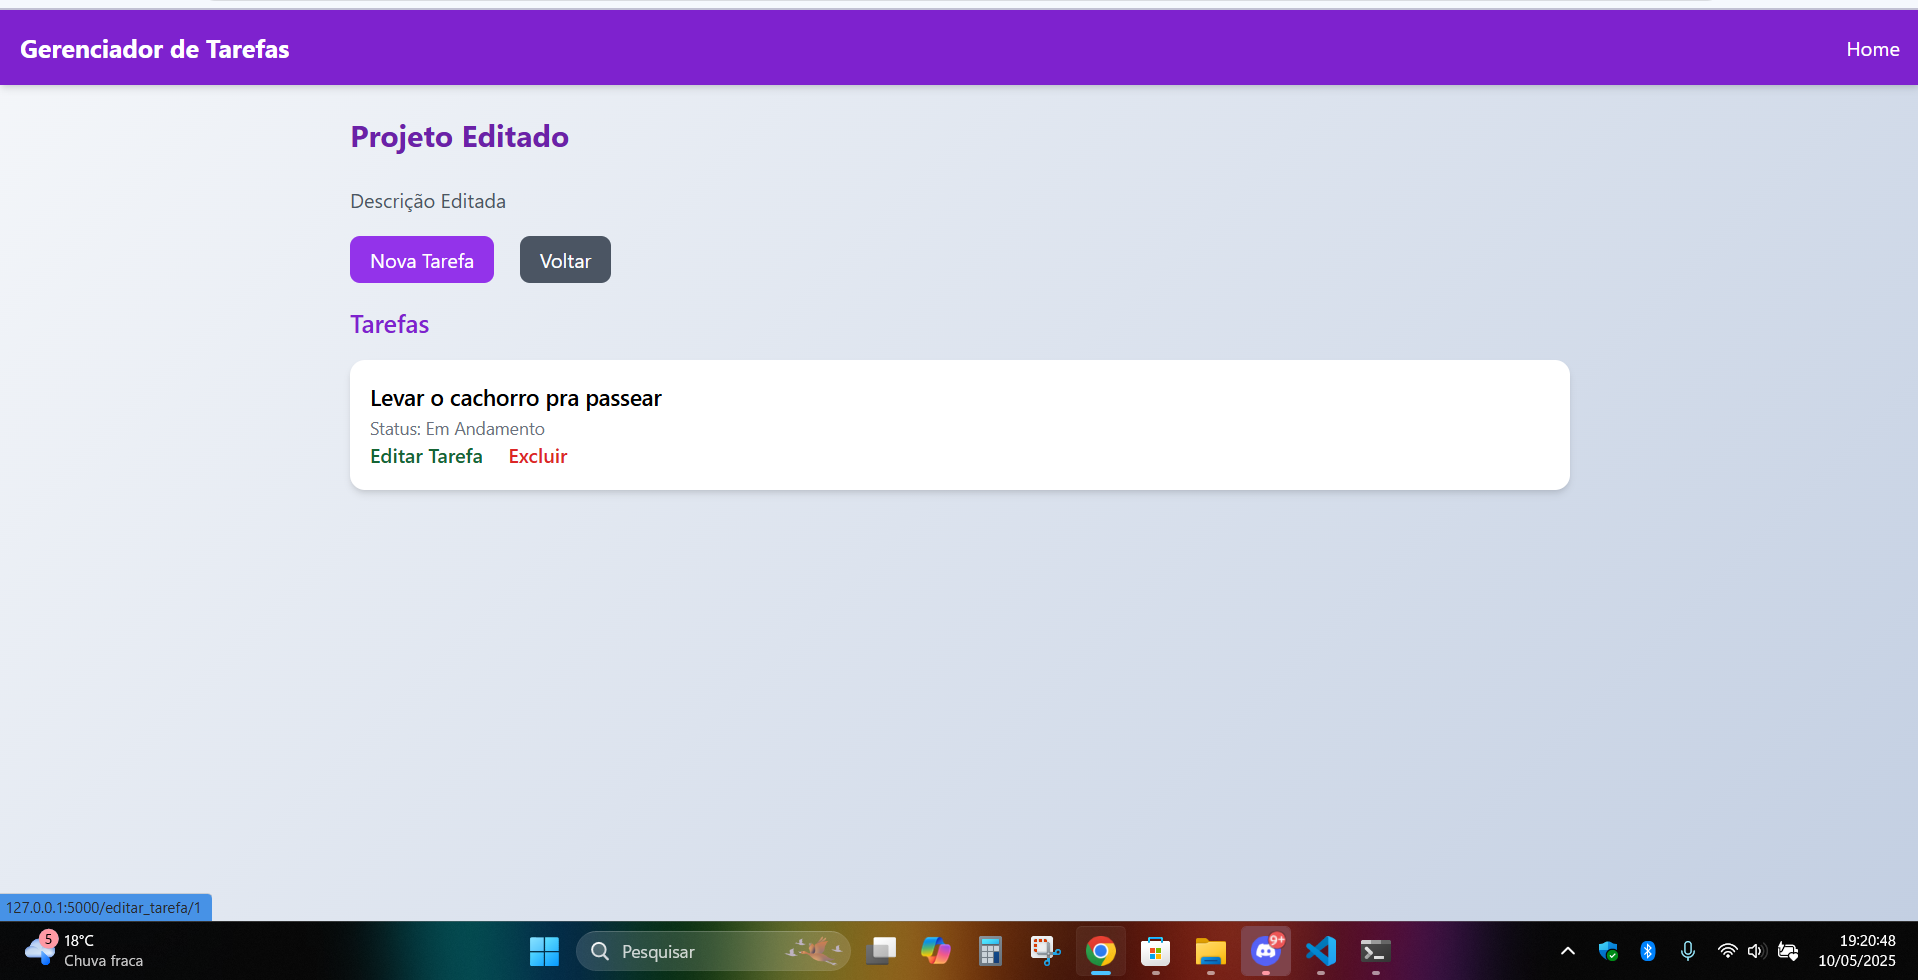 Gerenciador de Tarefas
Home
Projeto Editado
Descrição Editada
Nova Tarefa
Voltar
Tarefas
Levar o cachorro pra passear
Status: Em Andamento
Editar Tarefa
Excluir
127.0.0.1:5000/editar_tarefa/1
5
18°C
Chuva fraca
Pesquisar
9+
19:20:48
10/05/2025